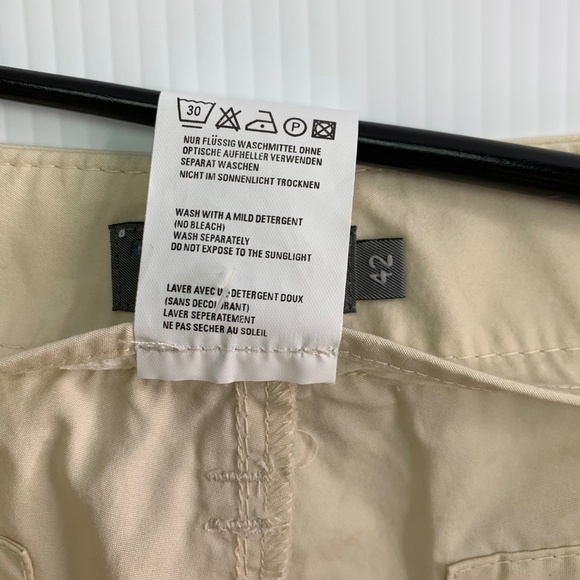 30
P
NUR FLÜSSIG WASCHMITTEL OHNE
OPTISCHE AUFHELLER VERWENDEN
SEPARAT WASCHEN
NICHT IM SONNENLICHT TROCKNEN
WASH WITH A MILD DETERGENT
(NO BLEACH)
WASH SEPARATELY
DO NOT EXPOSE TO THE SUNLIGHT
LAVER AVEC DETERGENT DOUX
(SANS
LAVER SEPARETEMENT
NE PAS SECHER AU SOLEIL
42